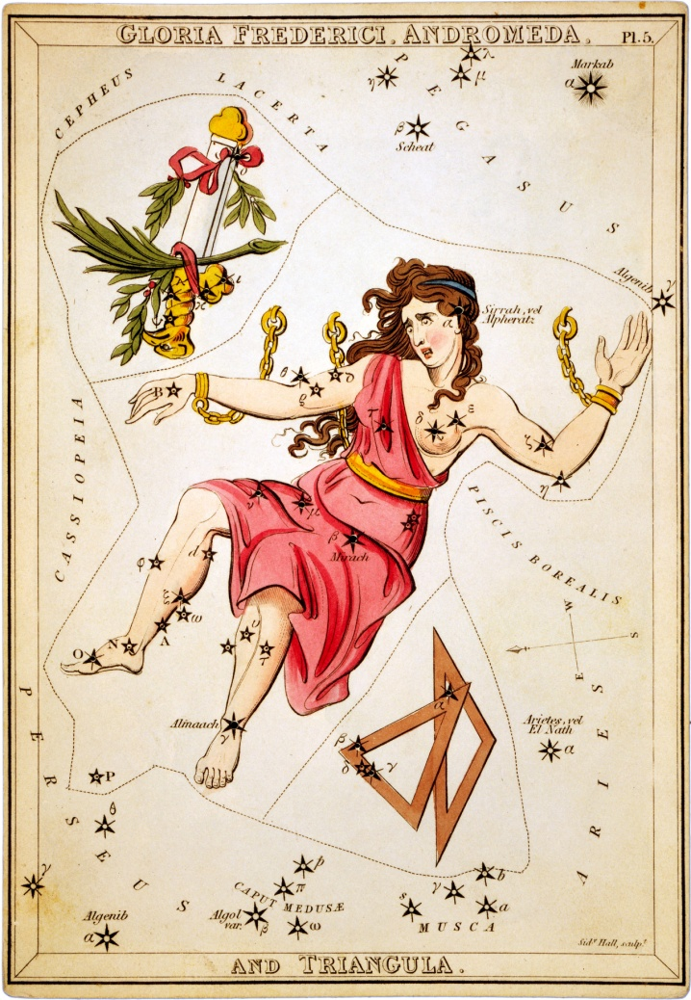 GLORIA FREDERICI, ANDROMEDA,
Pl. 5.
CEPHEUS
LACERTA
PEGASUS
λ
μ
Markab
α
β
Scheat
Algenib
γ
ι
κ
Sirrah, vel
Alpheratz
α
θ
ρ
σ
B
CASSIOPEIA
π
δ
ε
ζ
η
ν
μ
β
Mirach
PISCIS BOREALIS
φ
d
ξ
ω
A
N
O
υ
τ
W
S
E
Almaach
γ
α
β
δ
γ
Arietes, vel
El Nath
α
ARIES
P
PERSEUS
θ
γ
Algenib
α
CAPUT MEDUSÆ
ρ
π
Algol
var.
β
ω
MUSCA
s
γ
b
a
Sidy. Hall, sculpt.
AND TRIANGULA.